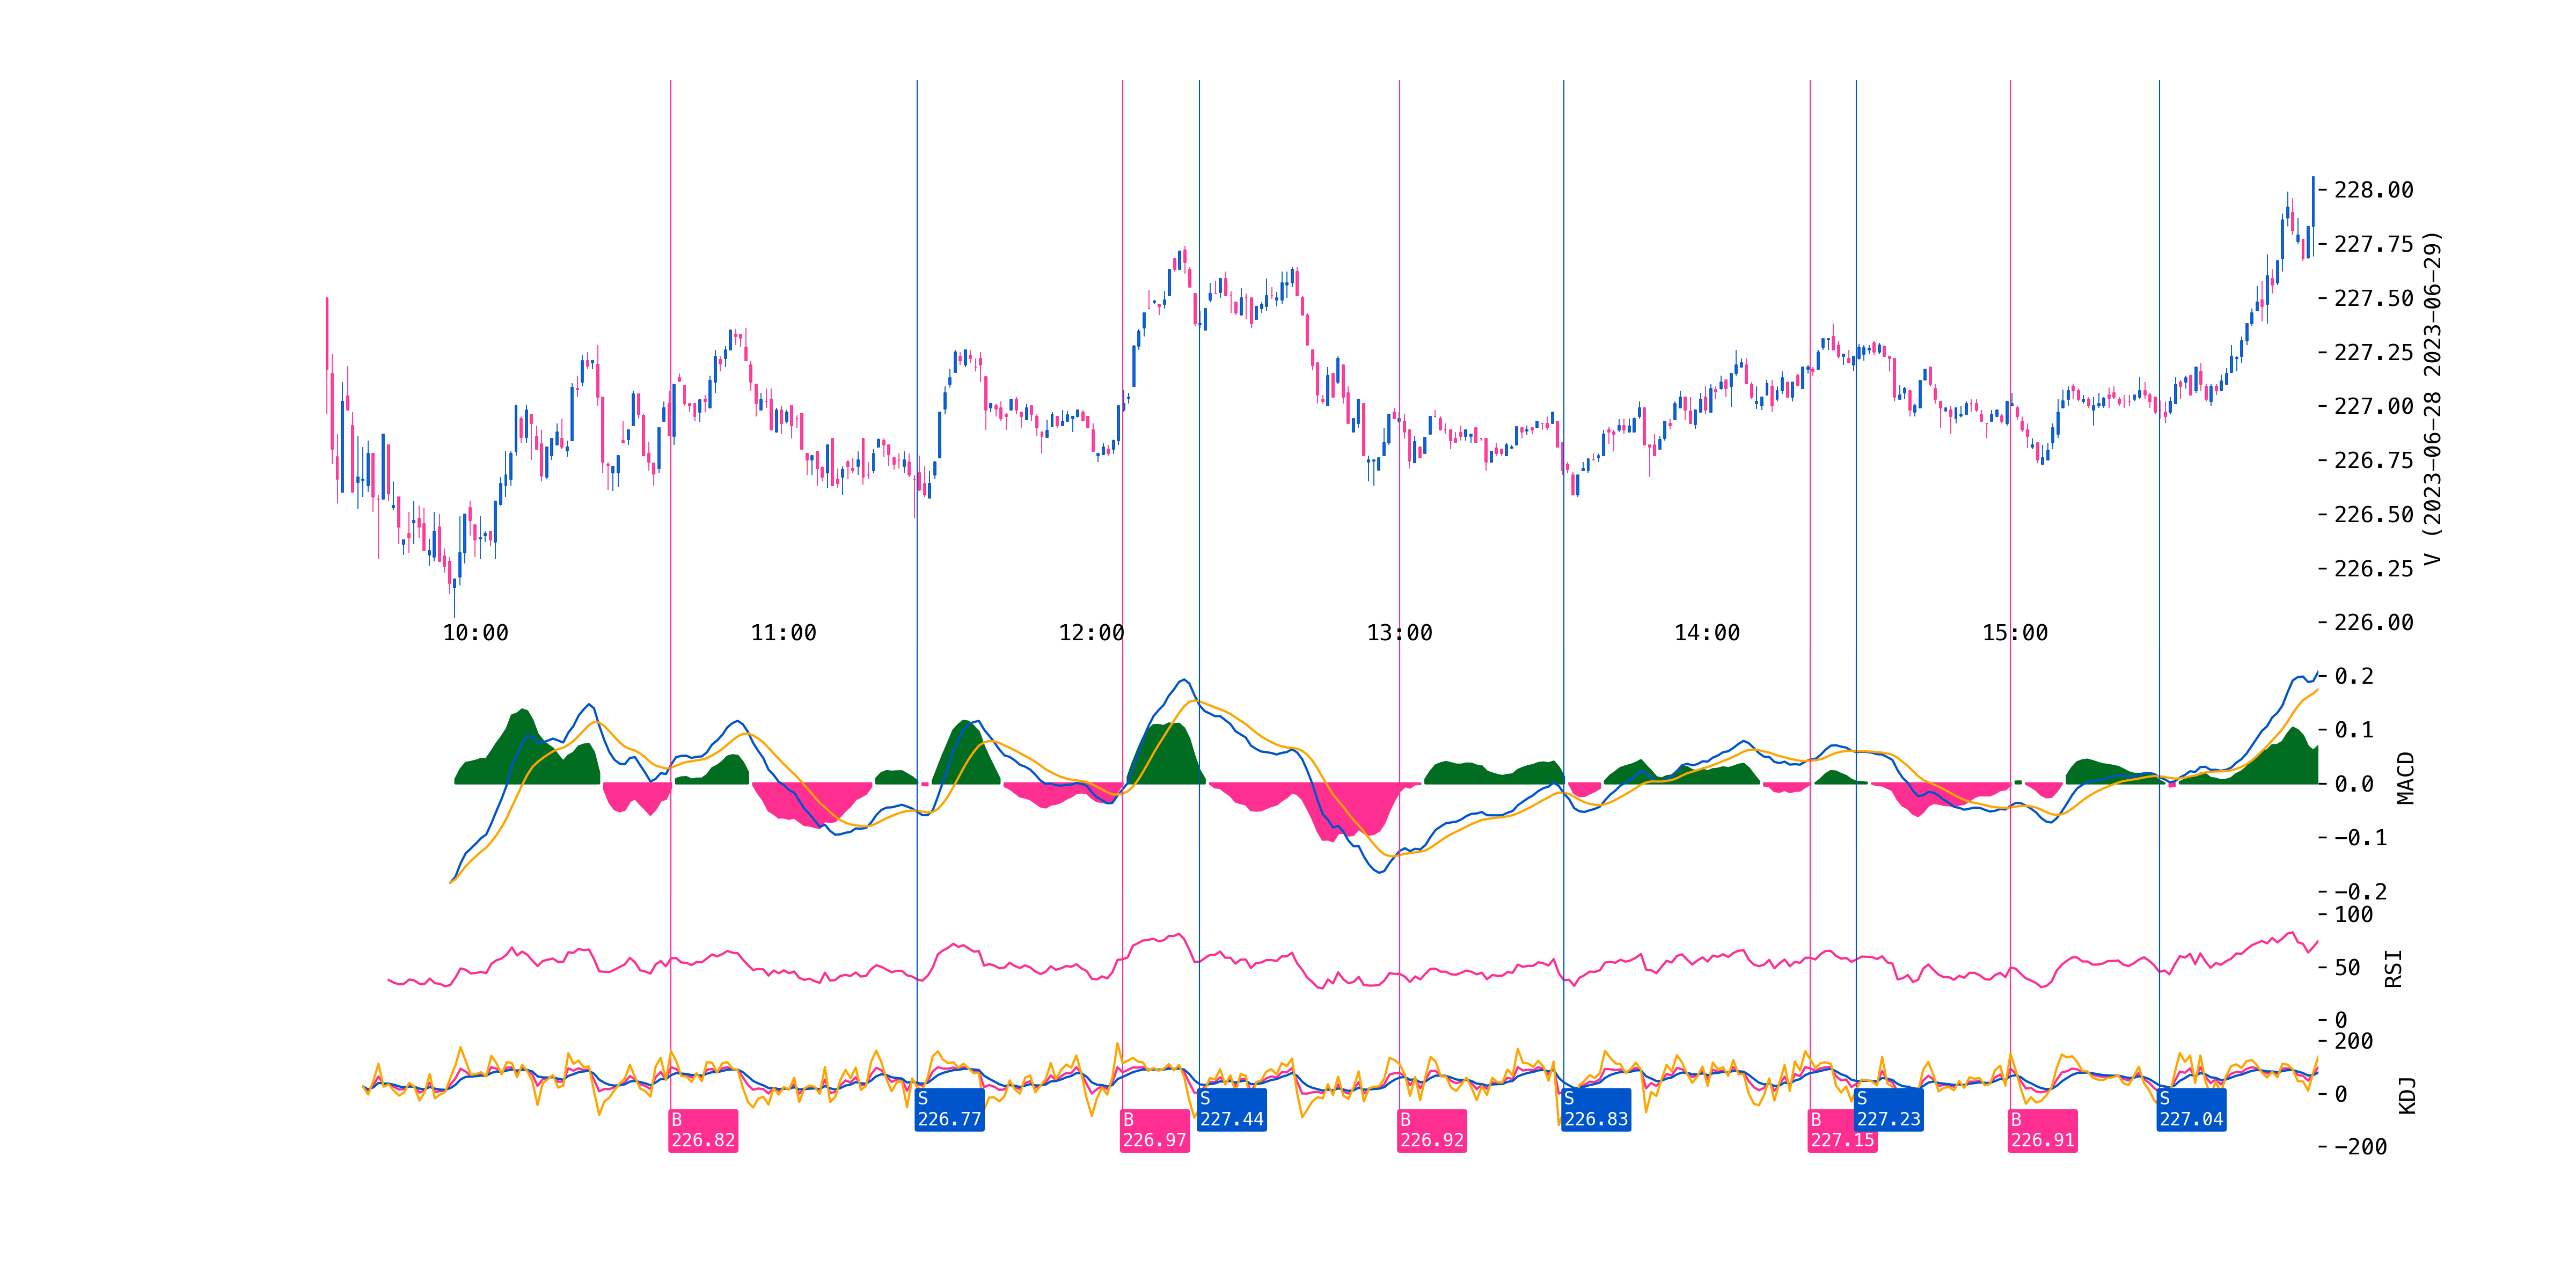 228.00
227.75
227.50
227.25
227.00
226.75
226.50
226.25
226.00
V (2023-06-28 2023-06-29)
10:00
11:00
12:00
13:00
14:00
15:00
0.2
0.1
0.0
−0.1
−0.2
MACD
100
50
0
RSI
200
0
−200
KDJ
B
226.82
S
226.77
B
226.97
S
227.44
B
226.92
S
226.83
B
227.15
S
227.23
B
226.91
S
227.04